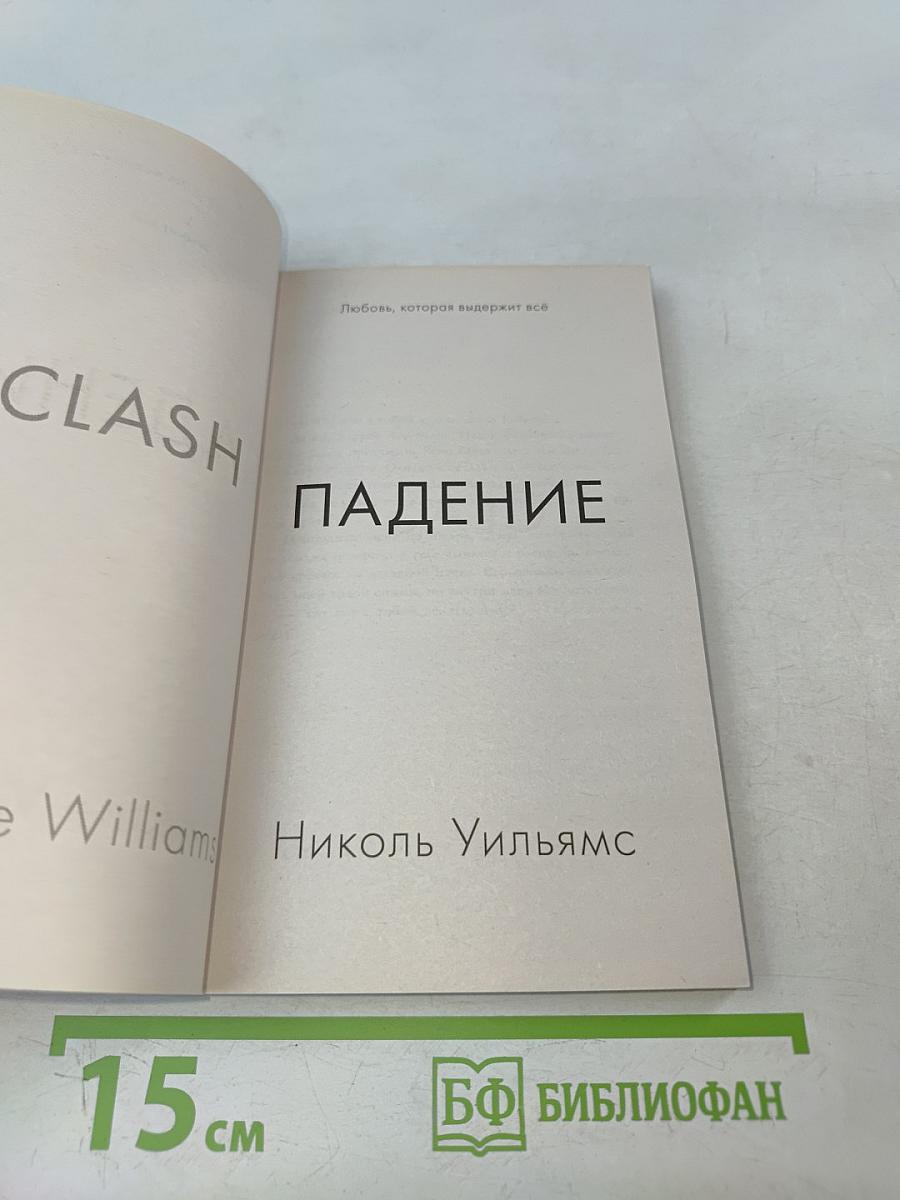 CLASH
e Williams
Любовь, которая выдержит всё
ПАДЕНИЕ
Николь Уильямс
15 см
БФ БИБЛИОФАН